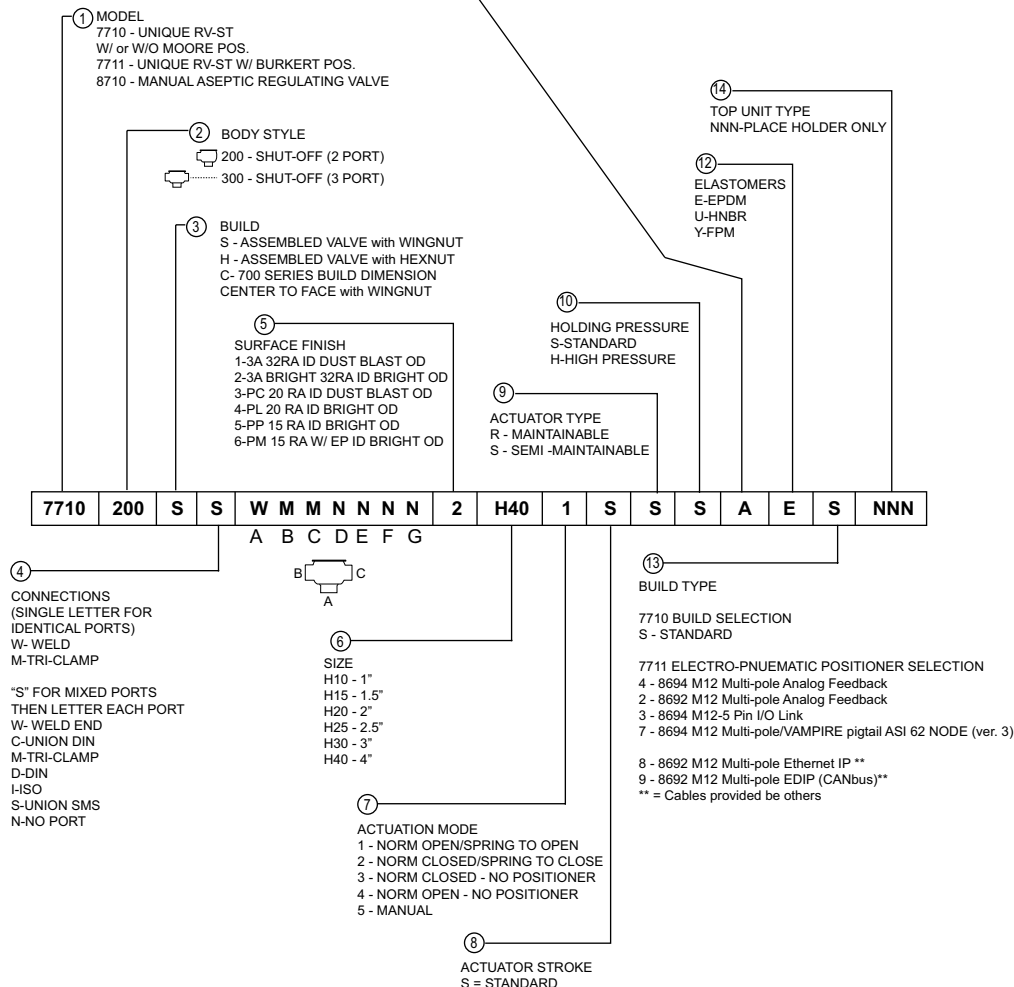 1 MODEL
7710 - UNIQUE RV-ST
W/ or W/O MOORE POS.
7711 - UNIQUE RV-ST W/ BURKERT POS.
8710 - MANUAL ASEPTIC REGULATING VALVE
2 BODY STYLE
200 - SHUT-OFF (2 PORT)
300 - SHUT-OFF (3 PORT)
3 BUILD
S - ASSEMBLED VALVE with WINGNUT
H - ASSEMBLED VALVE with HEXNUT
C- 700 SERIES BUILD DIMENSION
CENTER TO FACE with WINGNUT
5
SURFACE FINISH
1-3A 32RA ID DUST BLAST OD
2-3A BRIGHT 32RA ID BRIGHT OD
3-PC 20 RA ID DUST BLAST OD
4-PL 20 RA ID BRIGHT OD
5-PP 15 RA ID BRIGHT OD
6-PM 15 RA W/ EP ID BRIGHT OD
9
ACTUATOR TYPE
R - MAINTAINABLE
S - SEMI -MAINTAINABLE
10
HOLDING PRESSURE
S-STANDARD
H-HIGH PRESSURE
12
ELASTOMERS
E-EPDM
U-HNBR
Y-FPM
14
TOP UNIT TYPE
NNN-PLACE HOLDER ONLY
7710 200 S S W M M N N N N 2 H40 1 S S S A E S NNN
A B C D E F G
B C
A
4
CONNECTIONS
(SINGLE LETTER FOR
IDENTICAL PORTS)
W- WELD
M-TRI-CLAMP
“S” FOR MIXED PORTS
THEN LETTER EACH PORT
W- WELD END
C-UNION DIN
M-TRI-CLAMP
D-DIN
I-ISO
S-UNION SMS
N-NO PORT
6
SIZE
H10 - 1”
H15 - 1.5”
H20 - 2”
H25 - 2.5”
H30 - 3”
H40 - 4”
7
ACTUATION MODE
1 - NORM OPEN/SPRING TO OPEN
2 - NORM CLOSED/SPRING TO CLOSE
3 - NORM CLOSED - NO POSITIONER
4 - NORM OPEN - NO POSITIONER
5 - MANUAL
8
ACTUATOR STROKE
S = STANDARD
13
BUILD TYPE
7710 BUILD SELECTION
S - STANDARD
7711 ELECTRO-PNUEMATIC POSITIONER SELECTION
4 - 8694 M12 Multi-pole Analog Feedback
2 - 8692 M12 Multi-pole Analog Feedback
3 - 8694 M12-5 Pin I/O Link
7 - 8694 M12 Multi-pole/VAMPIRE pigtail ASI 62 NODE (ver. 3)
8 - 8692 M12 Multi-pole Ethernet IP **
9 - 8692 M12 Multi-pole EDIP (CANbus)**
** = Cables provided be others